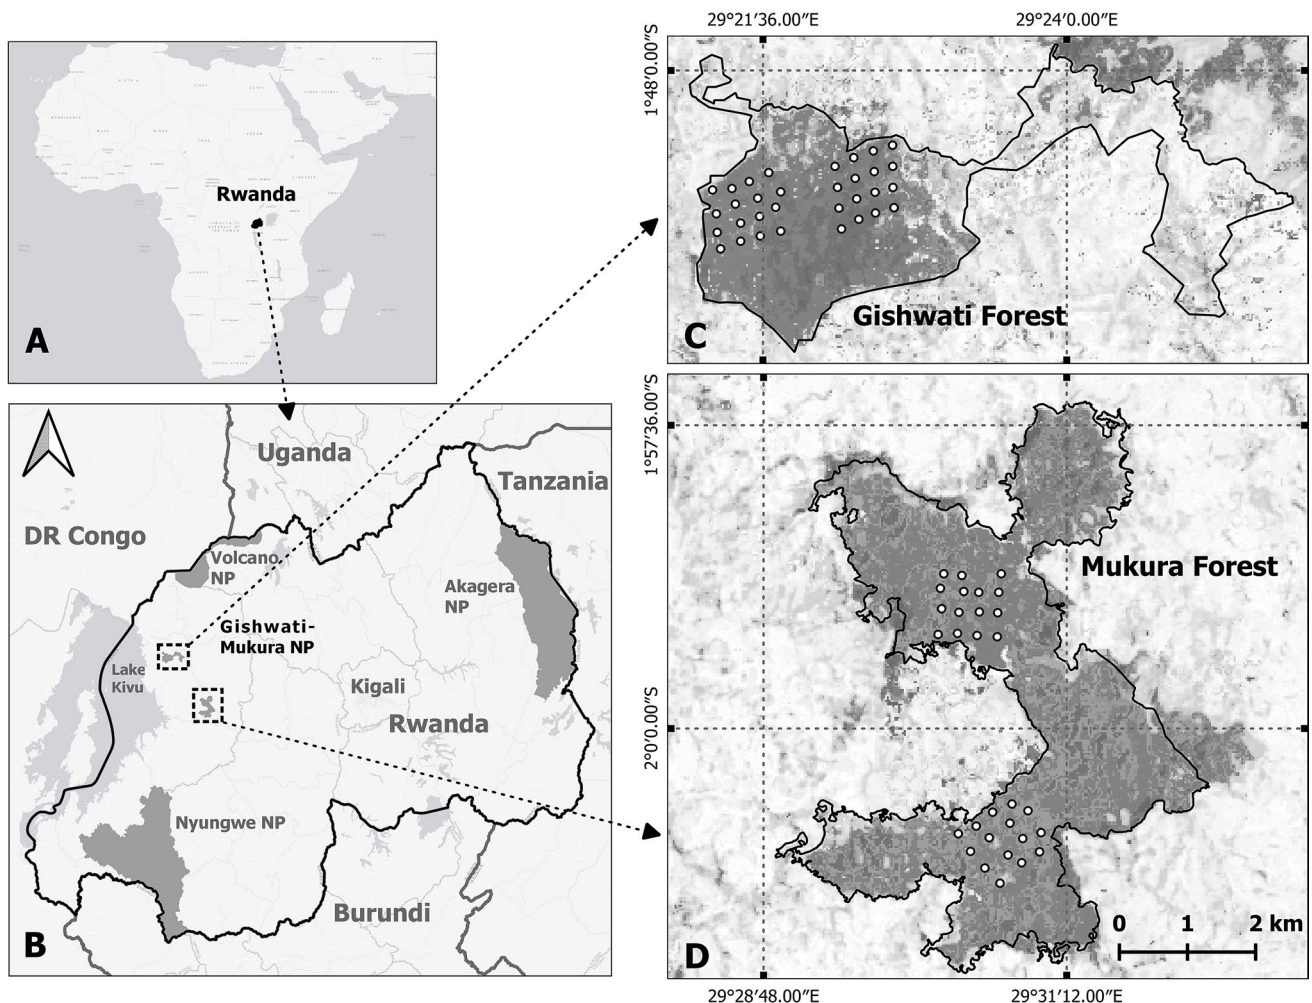 29°21′36.00″E
29°24′0.00″E
1°48′0.00″S
Rwanda
A
Gishwati Forest
C
1°57′36.00″S
2°0′0.00″S
Mukura Forest
0 1 2 km
D
29°28′48.00″E
29°31′12.00″E
Uganda
Tanzania
DR Congo
Volcano
NP
Akagera
NP
Gishwati-
Mukura NP
Lake
Kivu
Kigali
Rwanda
Nyungwe NP
Burundi
B